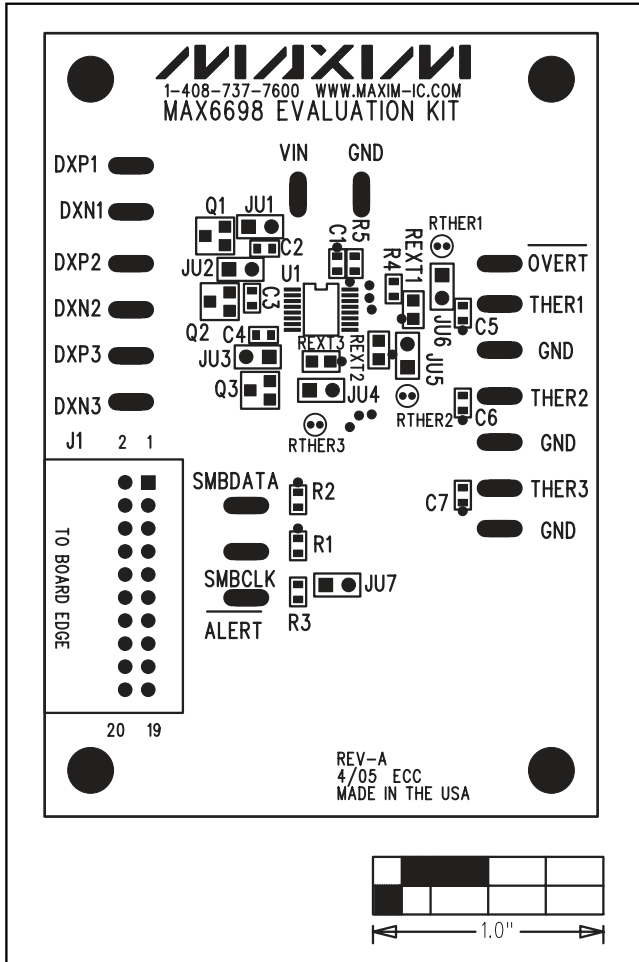 MAXIM
1-408-737-7600 WWW.MAXIM-IC.COM
MAX6698 EVALUATION KIT
VIN GND
DXP1
DXN1
DXP2
DXN2
DXP3
DXN3
Q1 JU1
C2
JU2
U1
C3
Q2 C4
JU3
Q3
C1
R5
R4
REXT1
RTHER1
JU6
C5
REXT3
REXT2
JU5
JU4
RTHER2
RTHER3
C6
C7
OVERT
THER1
GND
THER2
GND
THER3
GND
J1 2 1
TO BOARD EDGE
20 19
SMBDATA
R2
R1
SMBCLK
JU7
ALERT
R3
REV-A
4/05 ECC
MADE IN THE USA
1.0"